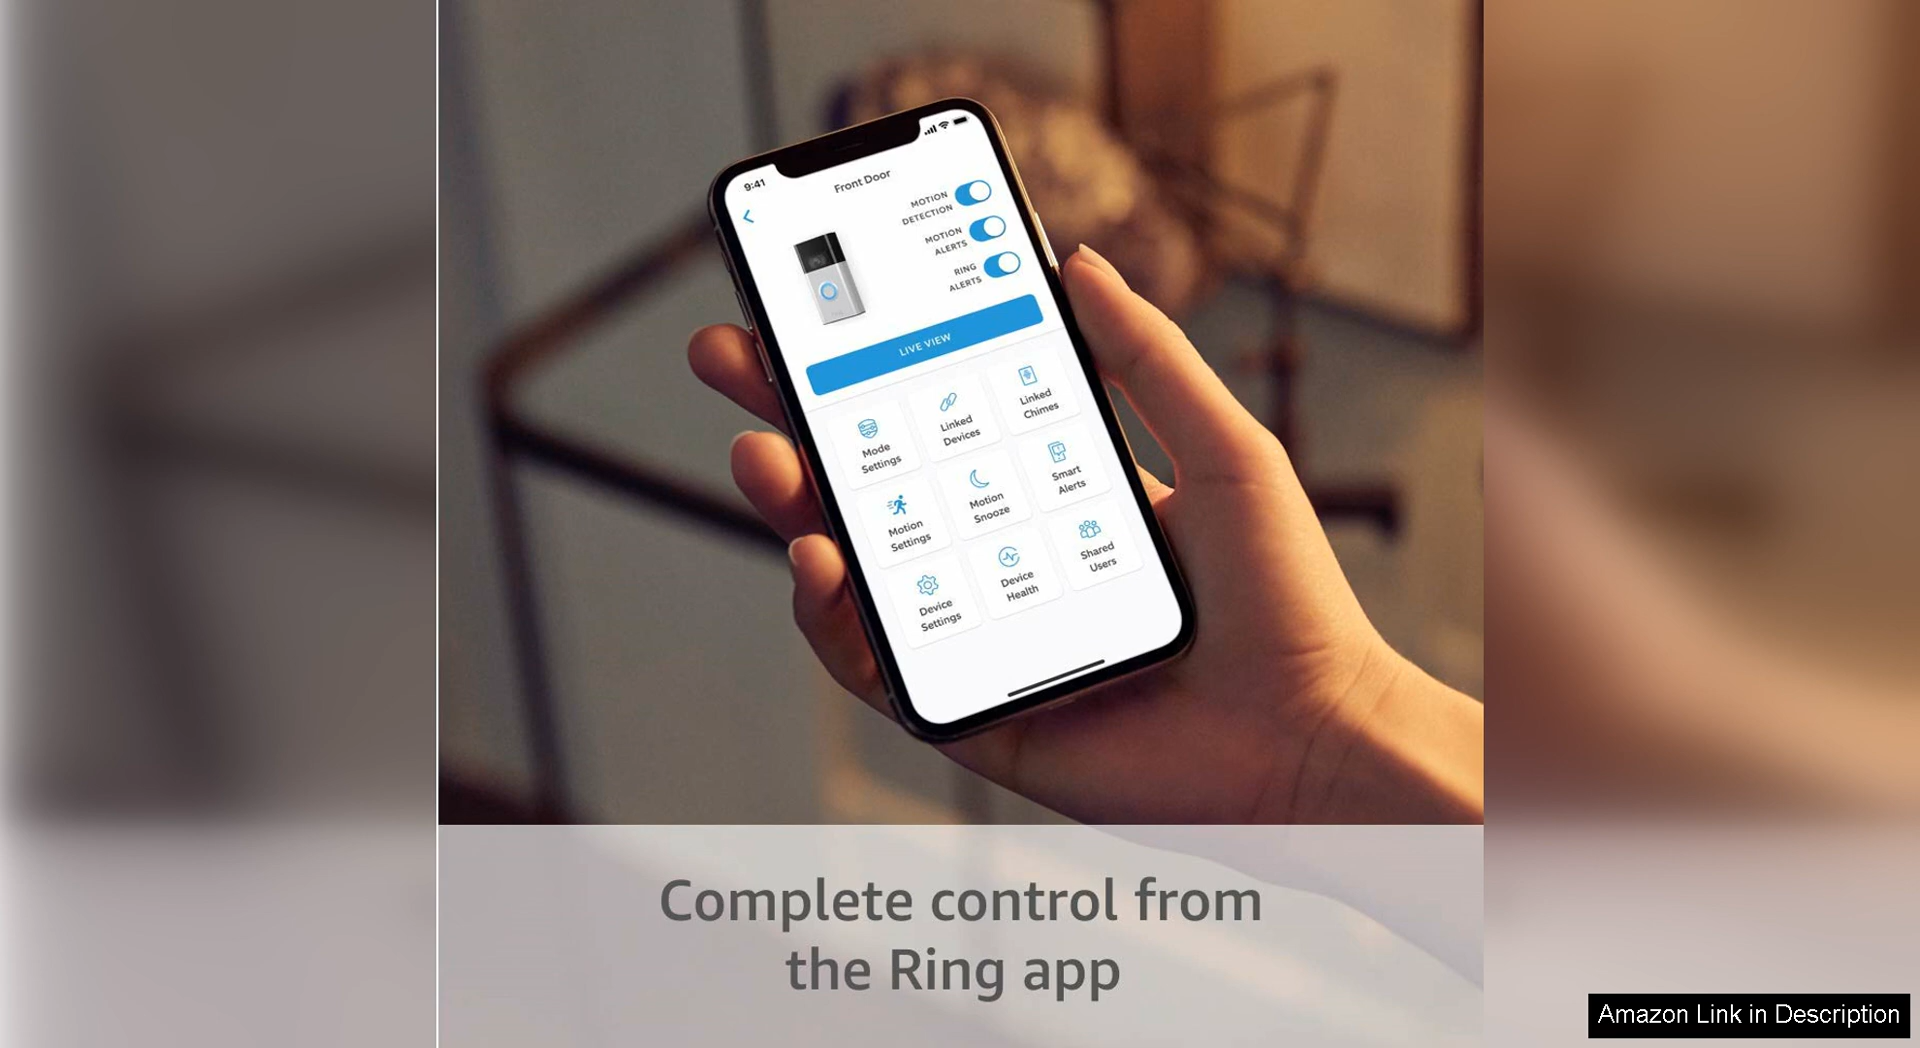 9:41
Front Door
MOTION
DETECTION
MOTION
ALERTS
RING
ALERTS
LIVE VIEW
Mode
Settings
Linked
Devices
Linked
Chimes
Motion
Settings
Motion
Snooze
Smart
Alerts
Device
Settings
Device
Health
Shared
Users
Complete control from
the Ring app
Amazon Link in Description